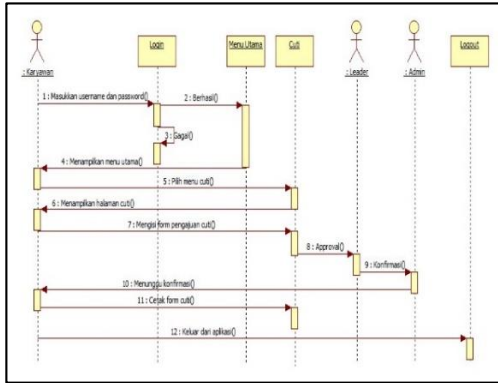 Login
Menu Utama
Cuti
Logout
: Karyawan
: Leader
: Admin
1 : Masukkan username dan password()
2 : Berhasil()
3 : Gagal()
4 : Menampilkan menu utama()
5 : Pilih menu cuti()
6 : Menampilkan halaman cuti()
7 : Mengisi form pengajuan cuti()
8 : Approval()
9 : Konfirmasi()
10 : Menunggu konfirmasi()
11 : Cetak form cuti()
12 : Keluar dari aplikasi()